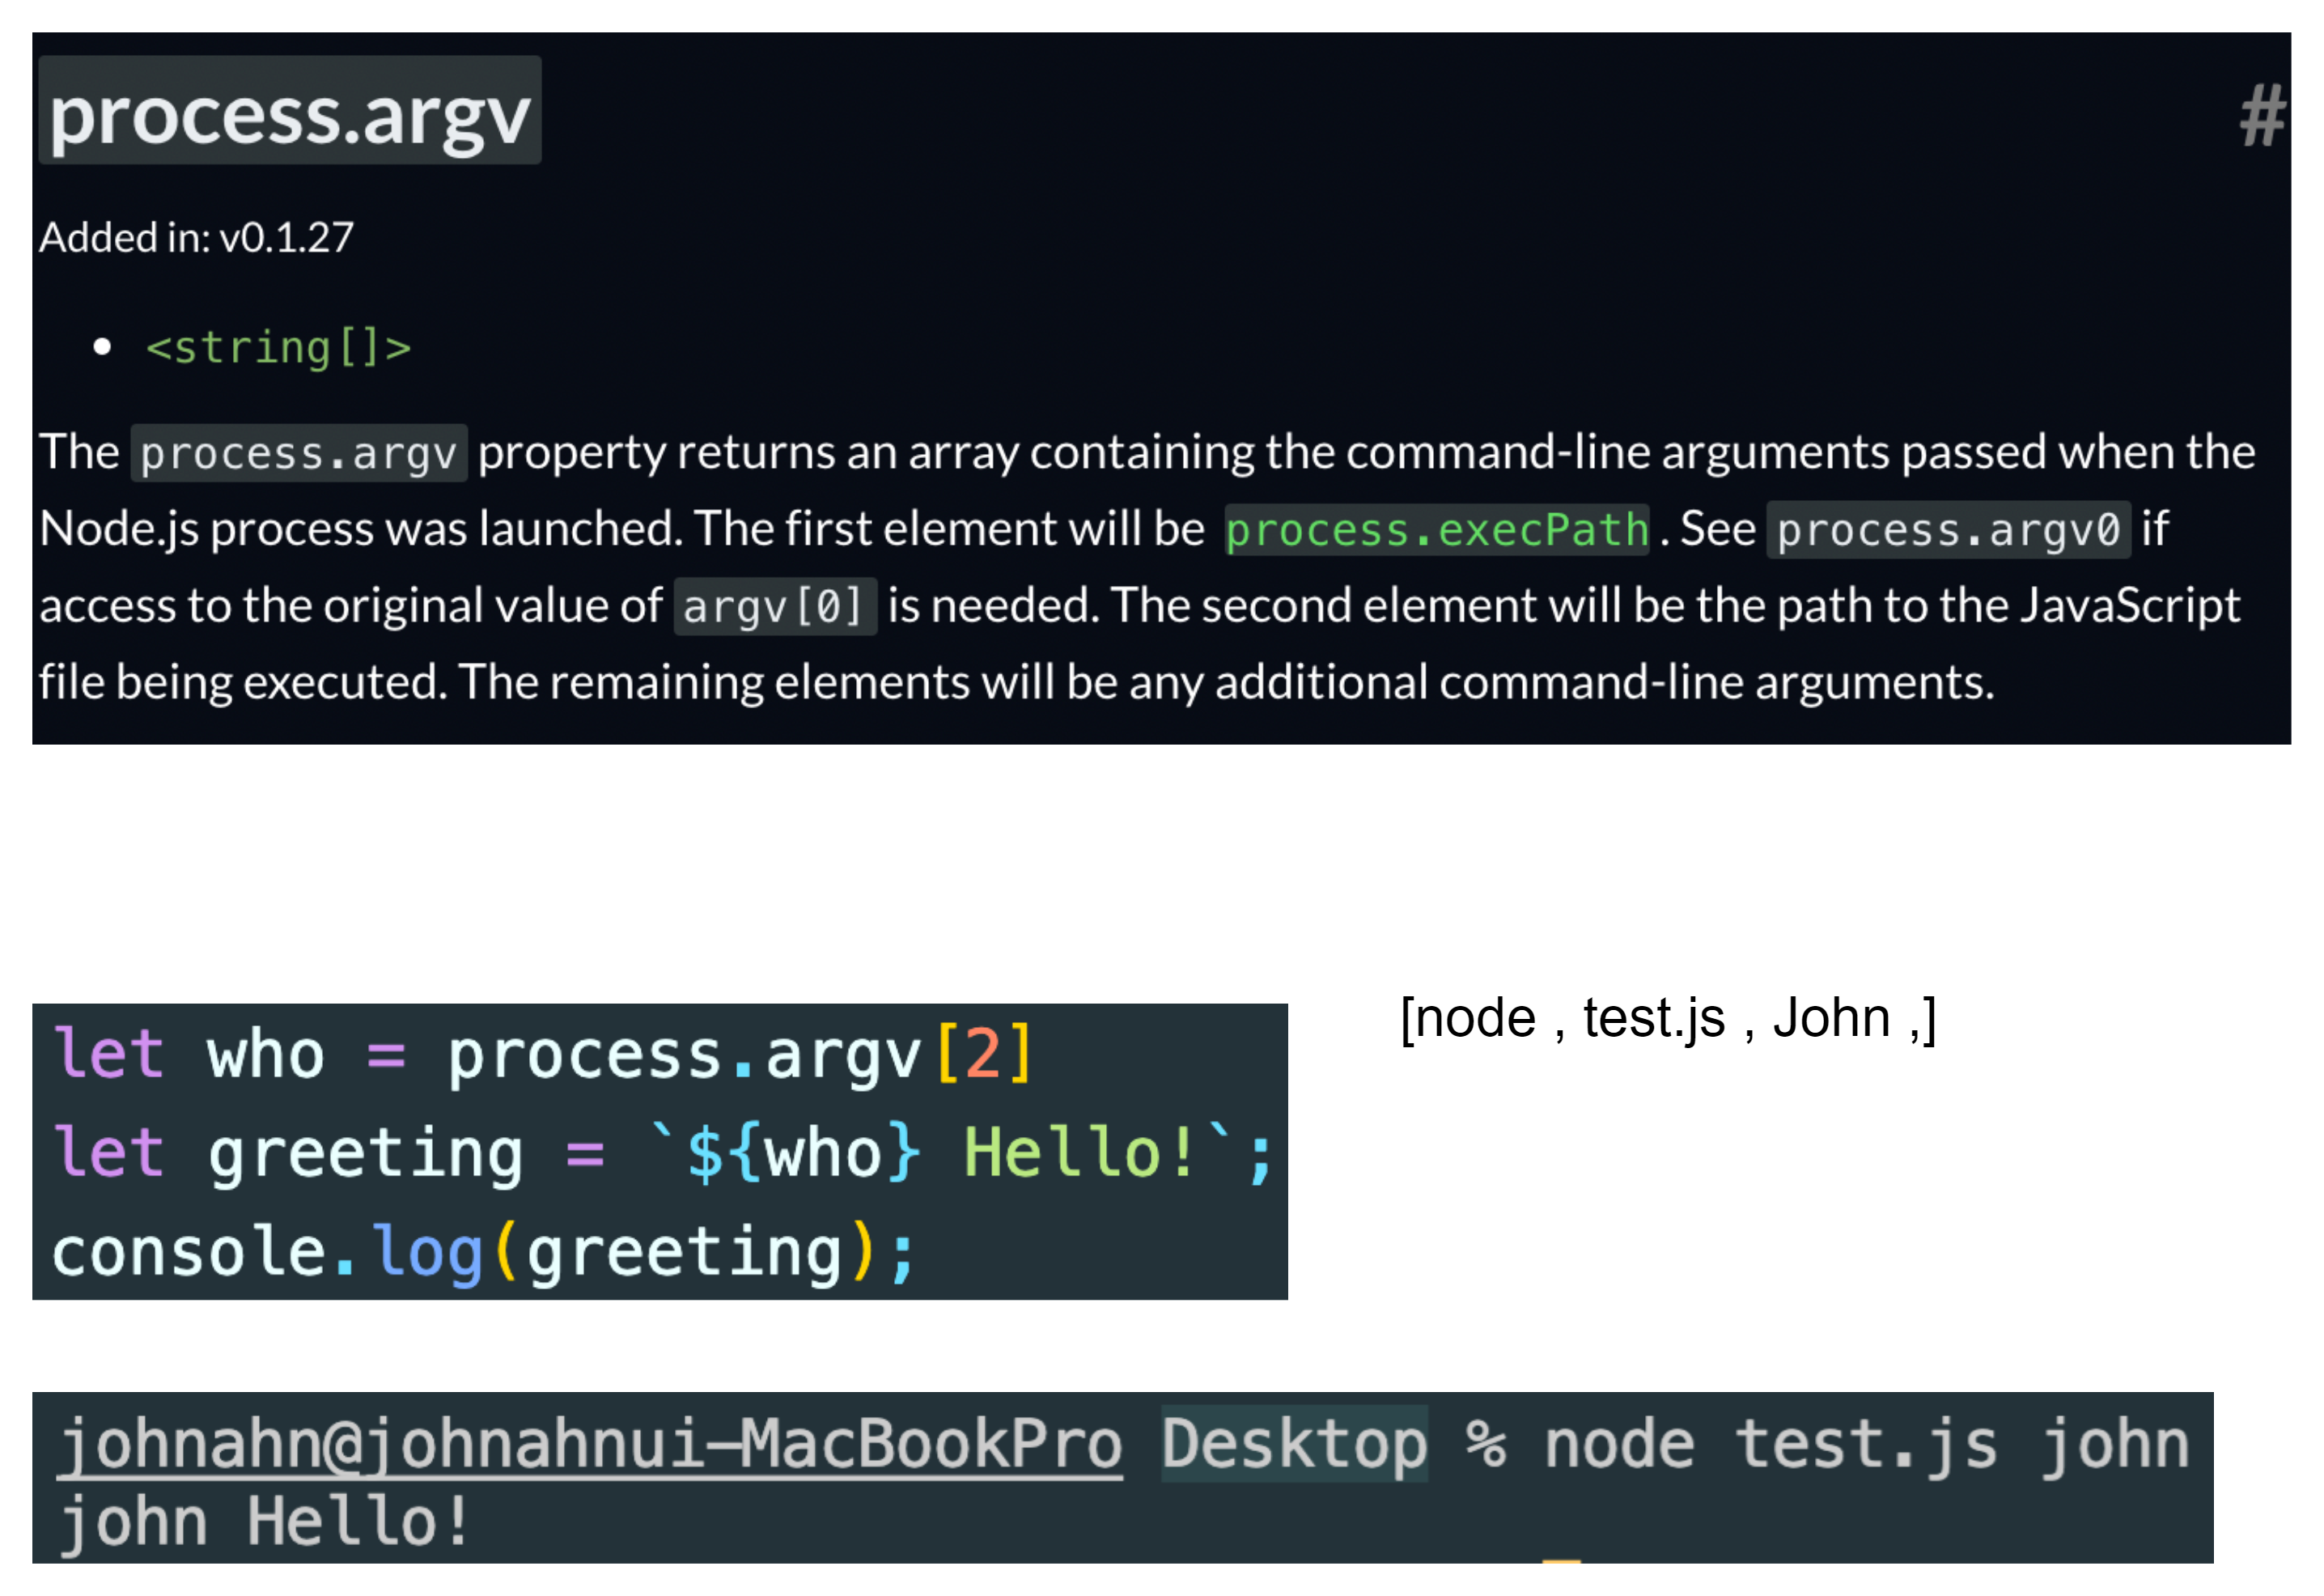 process.argv #
Added in: v0.1.27
• <string[]>
The process.argv property returns an array containing the command-line arguments passed when the
Node.js process was launched. The first element will be process.execPath . See process.argv0 if
access to the original value of argv[0] is needed. The second element will be the path to the JavaScript
file being executed. The remaining elements will be any additional command-line arguments.
let who = process.argv[2]
let greeting = `${who} Hello!`;
console.log(greeting);
[node , test.js , John ,]
johnahn@johnahnui-MacBookPro Desktop % node test.js john
john Hello!